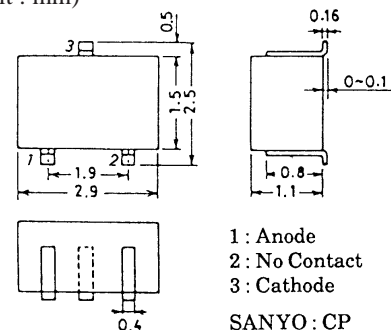 t : mm)
3
0.5
1.5
2.5
1
2
1.9
2.9
0.4
0.16
0~0.1
0.8
1.1
1 : Anode
2 : No Contact
3 : Cathode
SANYO : CP